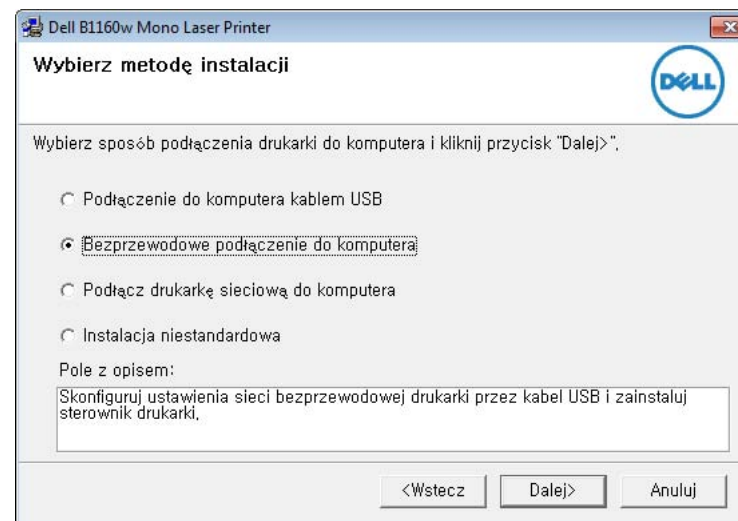 Dell B1160w Mono Laser Printer
Wybierz metodę instalacji
DELL
Wybierz sposób podłączenia drukarki do komputera i kliknij przycisk "Dalej>",
Podłączenie do komputera kablem USB
Bezprzewodowe podłączenie do komputera
Podłącz drukarkę sieciową do komputera
Instalacja niestandardowa
Pole z opisem:
Skonfiguruj ustawienia sieci bezprzewodowej drukarki przez kabel USB i zainstaluj
sterownik drukarki,
<Wstecz Dalej> Anuluj